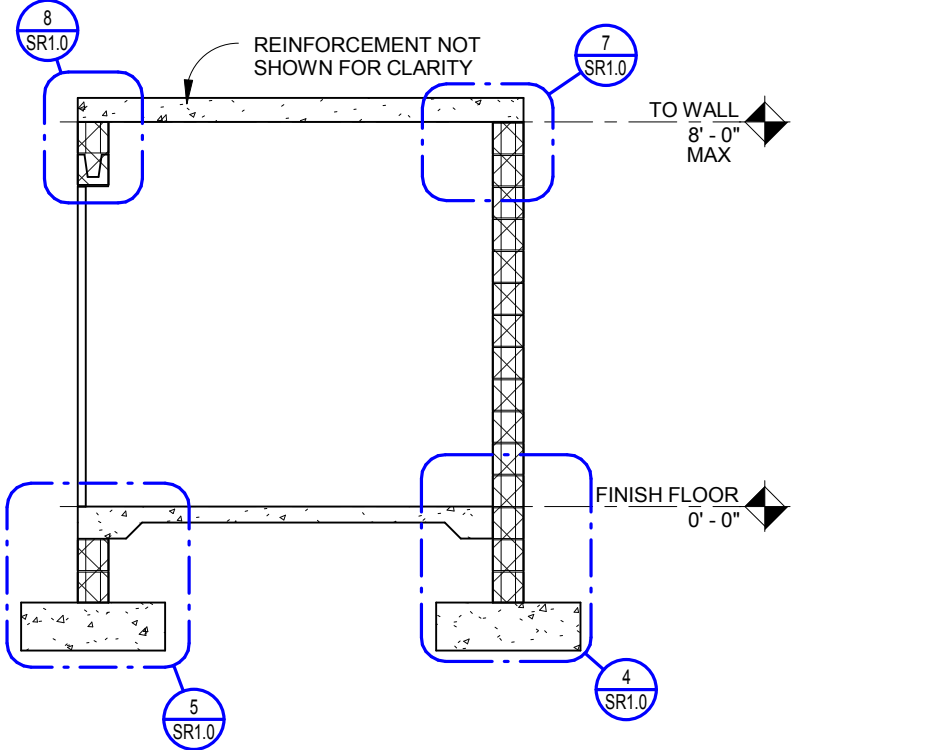 8
SR1.0
REINFORCEMENT NOT
SHOWN FOR CLARITY
7
SR1.0
TO WALL
8' - 0"
MAX
FINISH FLOOR
0' - 0"
5
SR1.0
4
SR1.0